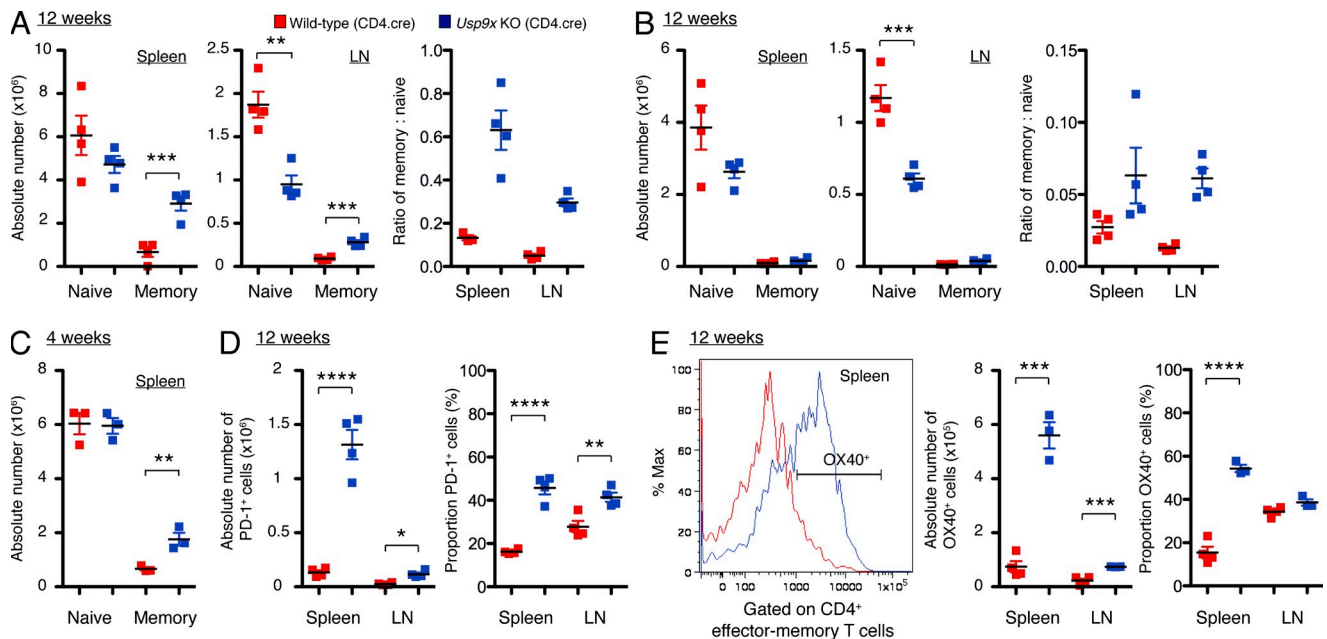 A 12 weeks
Wild-type (CD4.cre) Usp9x KO (CD4.cre)
Absolute number (x10⁶)
10
8
6
4
2
0
Spleen
***
Naive Memory
2.5
2
1.5
1
0.5
0
**
LN
***
Naive Memory
Ratio of memory : naive
1.0
0.8
0.6
0.4
0.2
0.0
Spleen LN
B 12 weeks
Absolute number (x10⁶)
6
4
2
0
Spleen
Naive Memory
1.5
1
0.5
0
***
LN
Naive Memory
Ratio of memory : naive
0.15
0.10
0.05
0.00
Spleen LN
C 4 weeks
Absolute number (x10⁶)
8
6
4
2
0
Spleen
**
Naive Memory
D 12 weeks
Absolute number of
PD-1⁺ cells (x10⁶)
2
1.5
1
0.5
0
****
*
Spleen LN
Proportion PD-1⁺ cells (%)
100
80
60
40
20
0
****
**
Spleen LN
E 12 weeks
% Max
100
80
60
40
20
0
Spleen
OX40⁺
0 100 1000 1x10⁵
Gated on CD4⁺
effector-memory T cells
Absolute number of
OX40⁺ cells (x10⁵)
8
6
4
2
0
***
***
Spleen LN
Proportion OX40⁺ cells (%)
100
80
60
40
20
0
****
Spleen LN